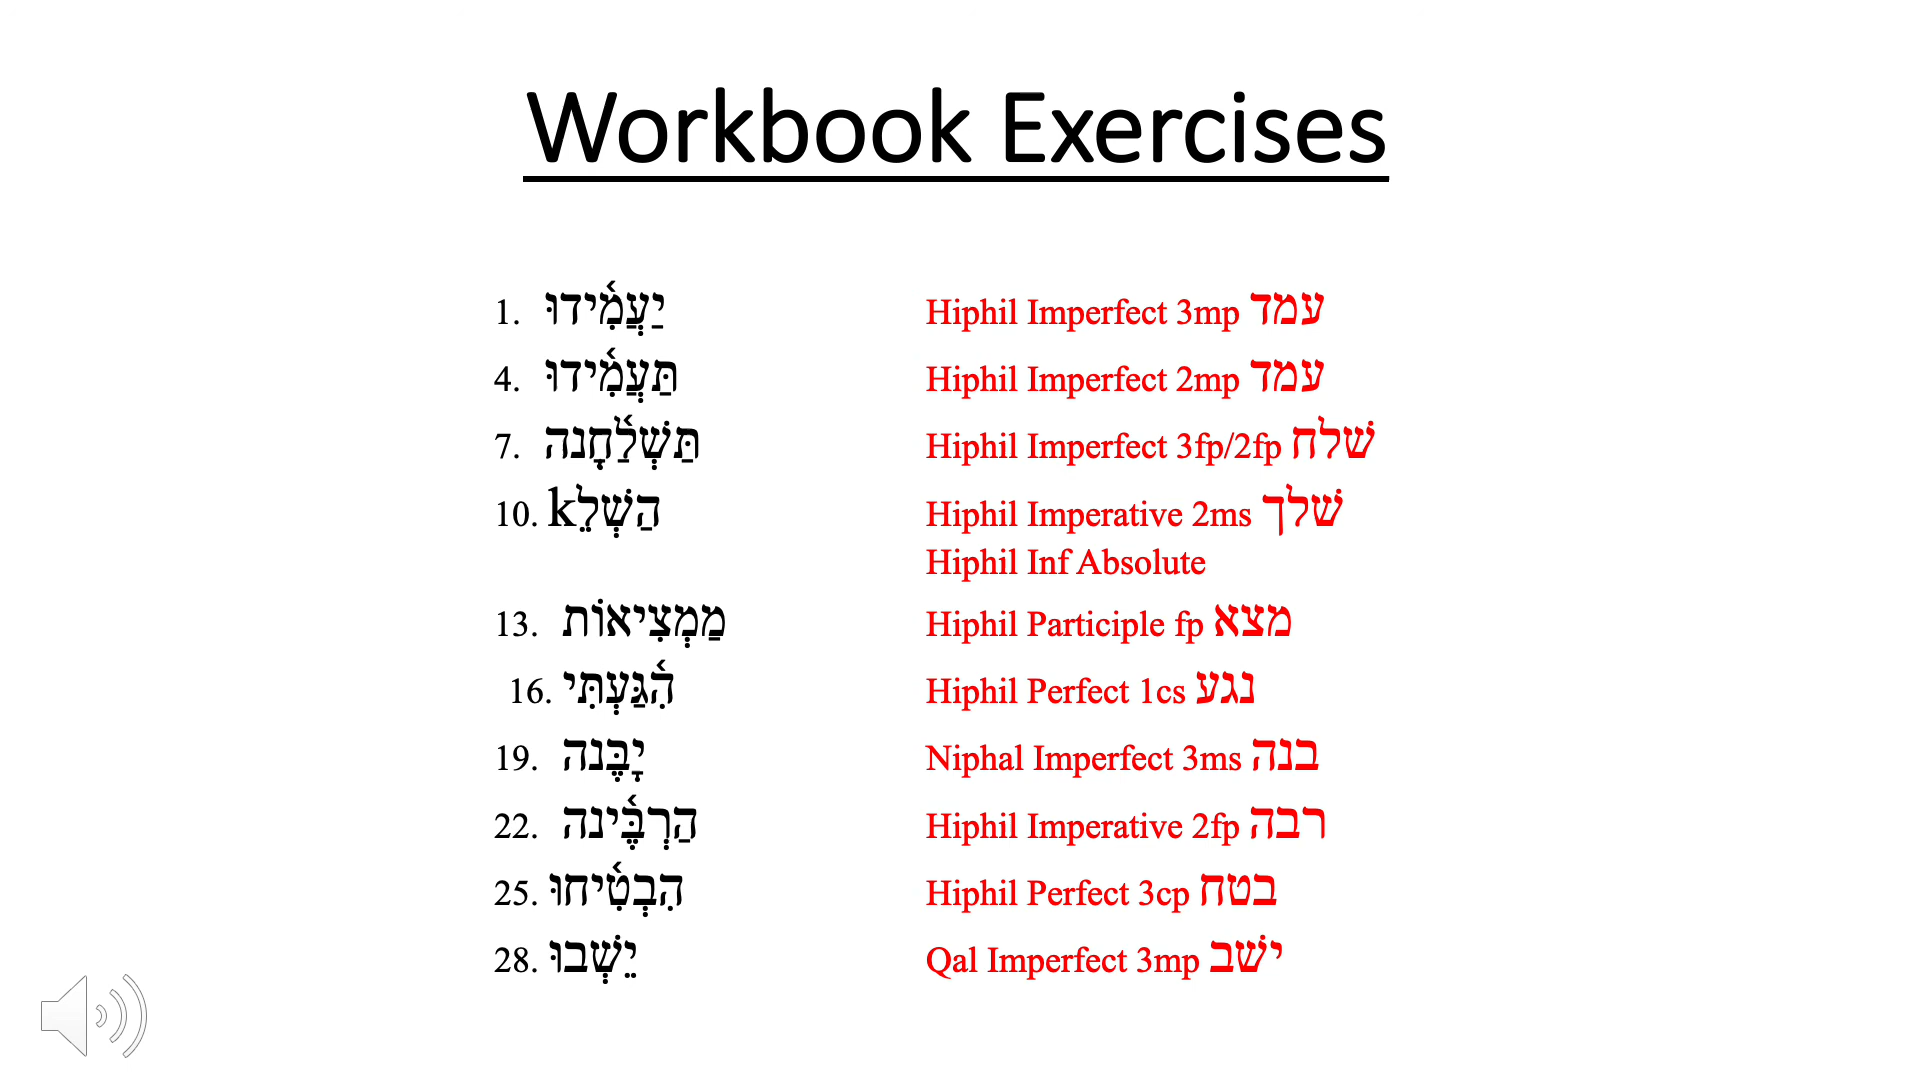 Workbook Exercises
1. יַעֲמִ֫ידוּ Hiphil Imperfect 3mp עמד
4. תַּעֲמִ֫ידוּ Hiphil Imperfect 2mp עמד
7. תַּשְׁלַ֫חְָנה Hiphil Imperfect 3fp/2fp שׁלח
10. הַשְׁלֵk Hiphil Imperative 2ms שׁלך
Hiphil Inf Absolute
13. מַמְצִיאוֹת Hiphil Participle fp מצא
16. הִ֫גַּעְתִּי Hiphil Perfect 1cs נגע
19. יִָבֶּנה Niphal Imperfect 3ms בנה
22. הַרְבֶּ֫ינָה Hiphil Imperative 2fp רבה
25. הִבְטִ֫יחוּ Hiphil Perfect 3cp בטח
28. יֵשְׁבוּ Qal Imperfect 3mp ישׁב